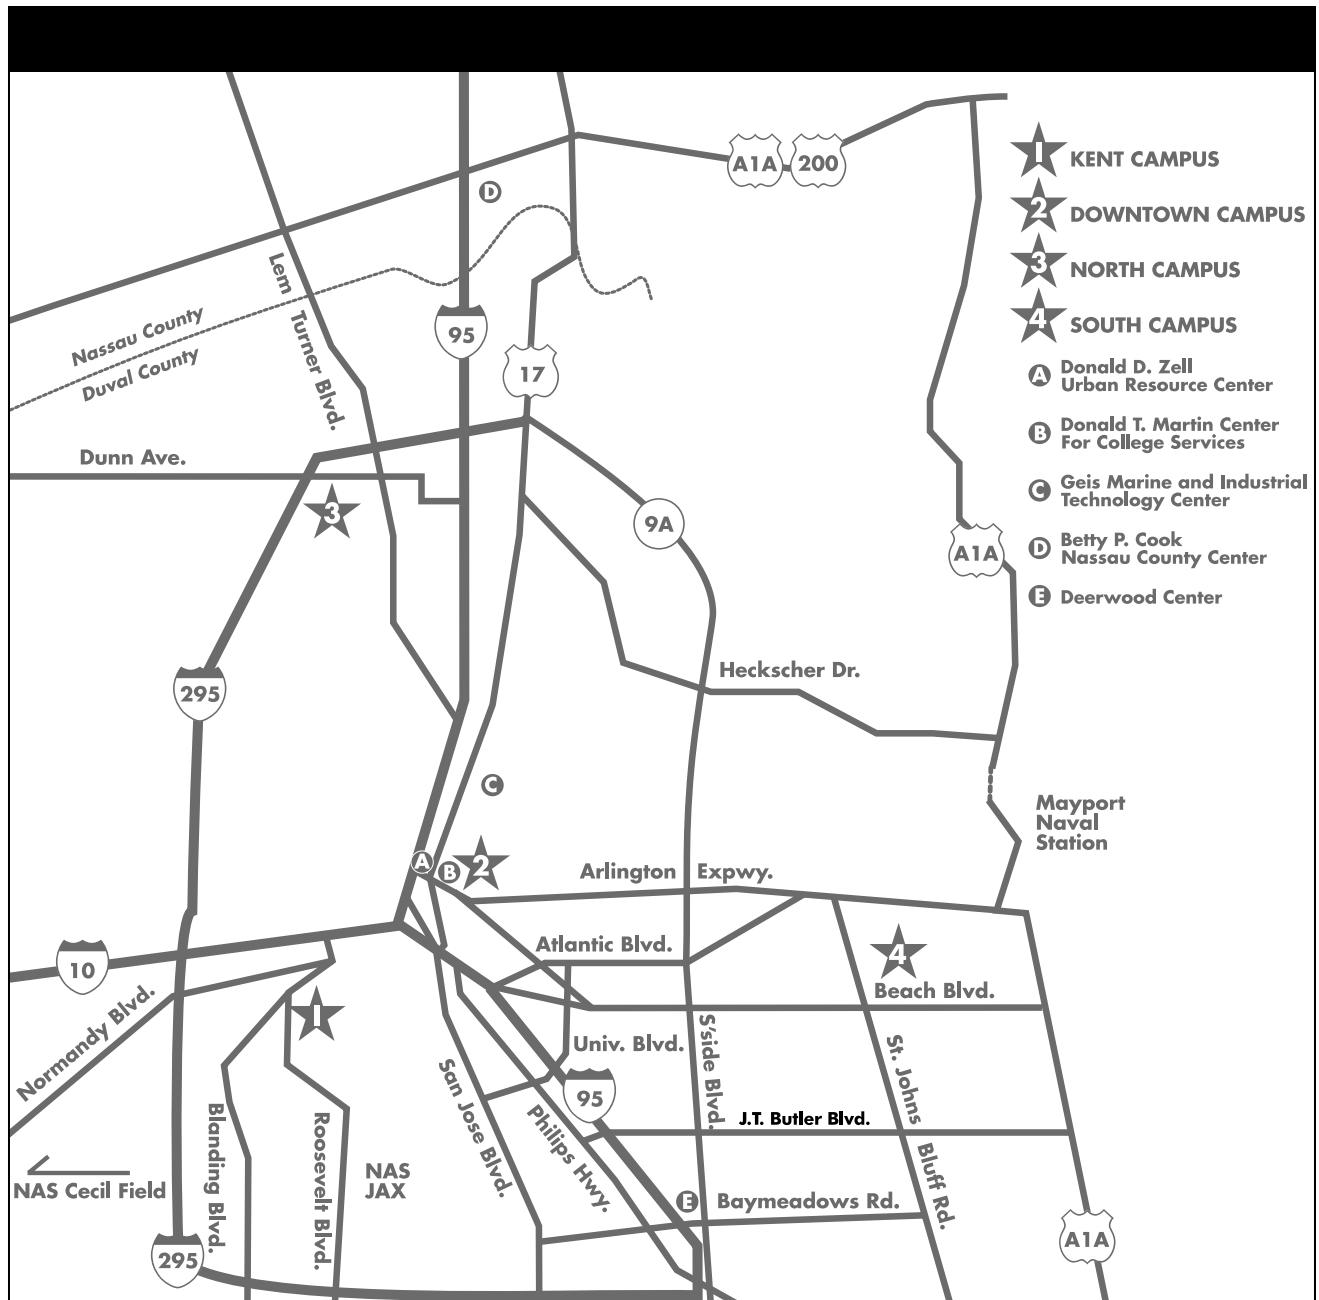 A1A
200
1 KENT CAMPUS
2 DOWNTOWN CAMPUS
3 NORTH CAMPUS
4 SOUTH CAMPUS
A Donald D. Zell
Urban Resource Center
B Donald T. Martin Center
For College Services
C Geis Marine and Industrial
Technology Center
D Betty P. Cook
Nassau County Center
E Deerwood Center
D
Lem Turner Blvd.
Nassau County
Duval County
95
17
Dunn Ave.
3
9A
A1A
295
Heckscher Dr.
C
Mayport
Naval
Station
A
B
2
Arlington Expwy.
Atlantic Blvd.
4
10
Beach Blvd.
Normandy Blvd.
1
Univ. Blvd.
S'side Blvd.
St. Johns Bluff Rd.
San Jose Blvd.
95
Philips Hwy.
J.T. Butler Blvd.
Blanding Blvd.
Roosevelt Blvd.
NAS
JAX
NAS Cecil Field
E
Baymeadows Rd.
A1A
295